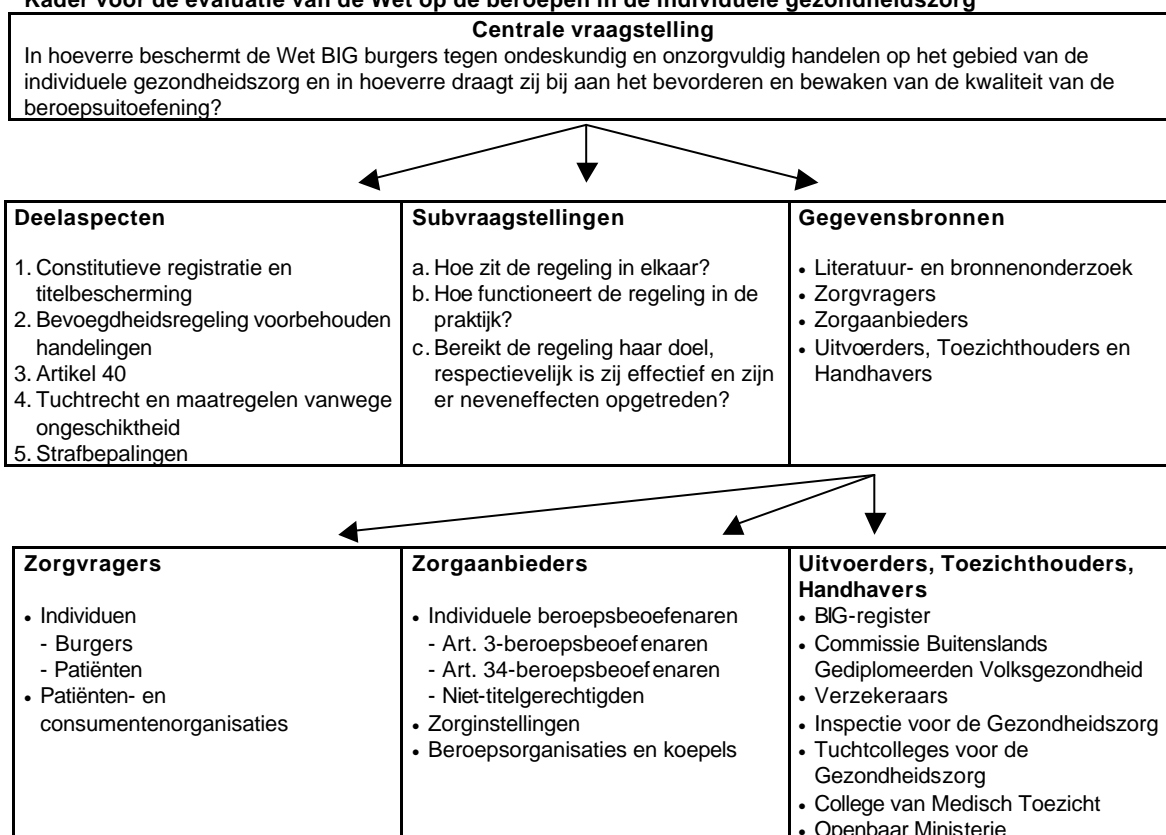 Kader voor de evaluatie van de Wet op de beroepen in de individuele gezondheidszorg
Centrale vraagstelling
In hoeverre beschermt de Wet BIG burgers tegen ondeskundig en onzorgvuldig handelen op het gebied van de
individuele gezondheidszorg en in hoeverre draagt zij bij aan het bevorderen en bewaken van de kwaliteit van de
beroepsuitoefening?
Deelaspecten
1. Constitutieve registratie en
titelbescherming
2. Bevoegdheidsregeling voorbehouden
handelingen
3. Artikel 40
4. Tuchtrecht en maatregelen vanwege
ongeschiktheid
5. Strafbepalingen
Subvraagstellingen
a. Hoe zit de regeling in elkaar?
b. Hoe functioneert de regeling in de
praktijk?
c. Bereikt de regeling haar doel,
respectievelijk is zij effectief en zijn
er neveneffecten opgetreden?
Gegevensbronnen
• Literatuur- en bronnenonderzoek
• Zorgvragers
• Zorgaanbieders
• Uitvoerders, Toezichthouders en
Handhavers
Zorgvragers
• Individuen
- Burgers
- Patiënten
• Patiënten- en
consumentenorganisaties
Zorgaanbieders
• Individuele beroepsbeoefenaren
- Art. 3-beroepsbeoefenaren
- Art. 34-beroepsbeoefenaren
- Niet-titelgerechtigden
• Zorginstellingen
• Beroepsorganisaties en koepels
Uitvoerders, Toezichthouders,
Handhavers
• BIG-register
• Commissie Buitenslands
Gediplomeerden Volksgezondheid
• Verzekeraars
• Inspectie voor de Gezondheidszorg
• Tuchtcolleges voor de
Gezondheidszorg
• College van Medisch Toezicht
• Openbaar Ministerie